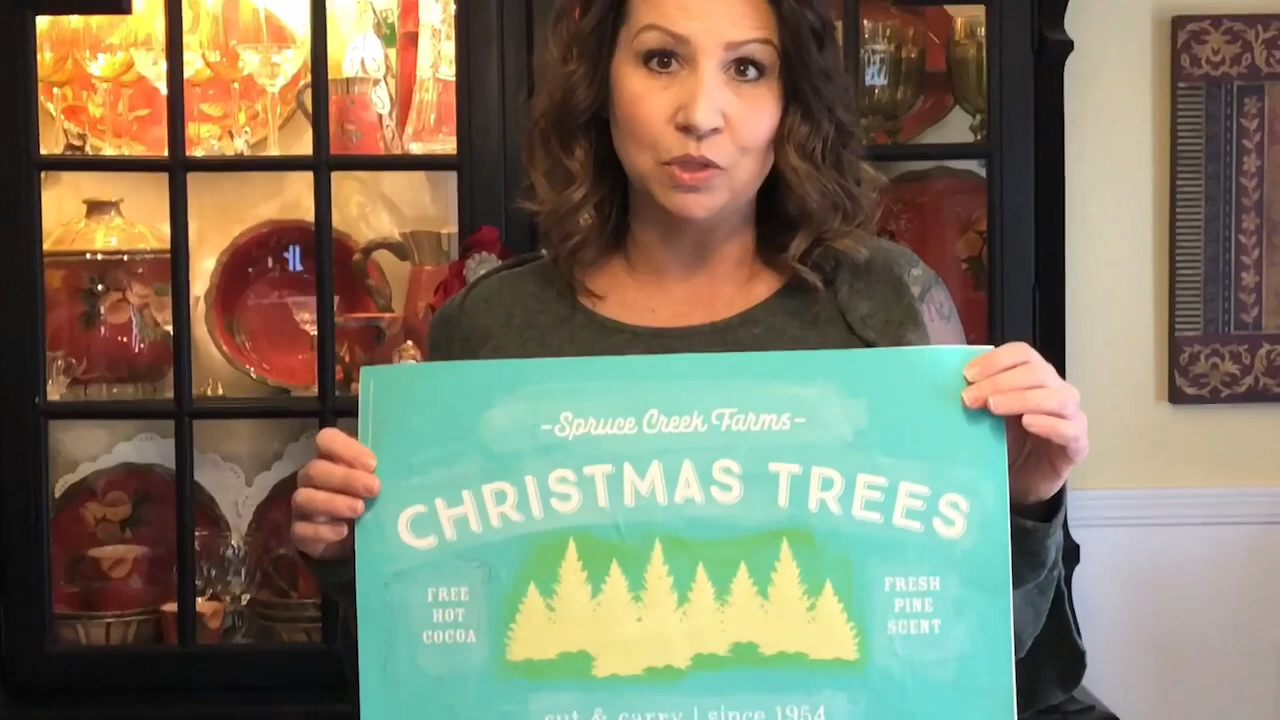 -Spruce Creek Farms-
CHRISTMAS TREES
FREE
HOT
COCOA
FRESH
PINE
SCENT
cut & carry | since 1954